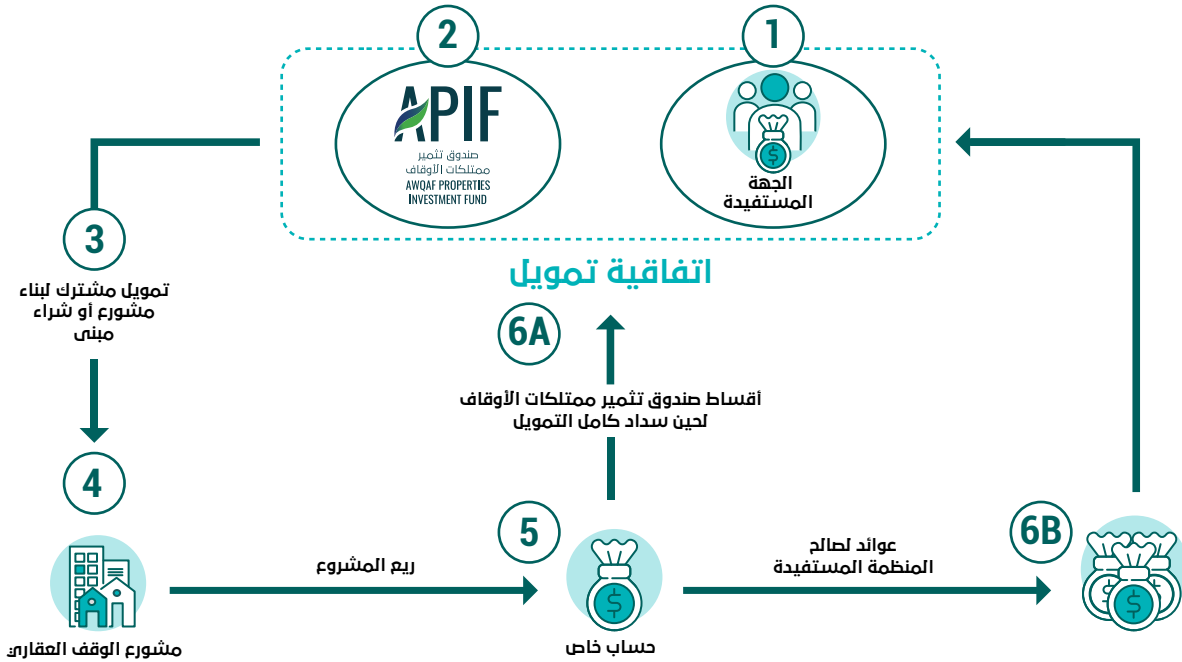 1
الجهة
المستفيدة
2
APIF
صندوق تثمير
ممتلكات الأوقاف
AWQAF PROPERTIES
INVESTMENT FUND
اتفاقية تمويل
3
تمويل مشترك لبناء
مشورع أو شراء
مبنى
4
مشورع الوقف العقاري
ريع المشروع
5
حساب خاص
6A
أقساط صندوق تثمير ممتلكات الأوقاف
لحين سداد كامل التمويل
عوائد لصالح
المنظمة المستفيدة
6B